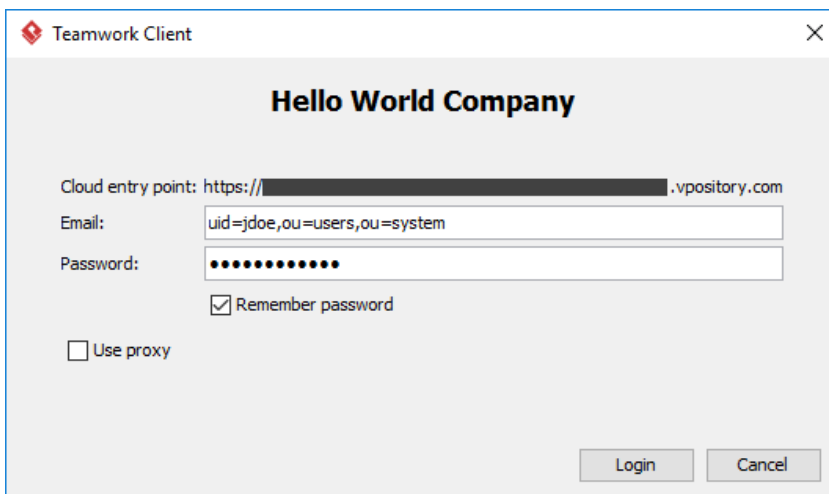 Teamwork Client
Hello World Company
Cloud entry point: https:// .vpository.com
Email: uid=jdoe,ou=users,ou=system
Password: ••••••••••••
Remember password
Use proxy
Login Cancel